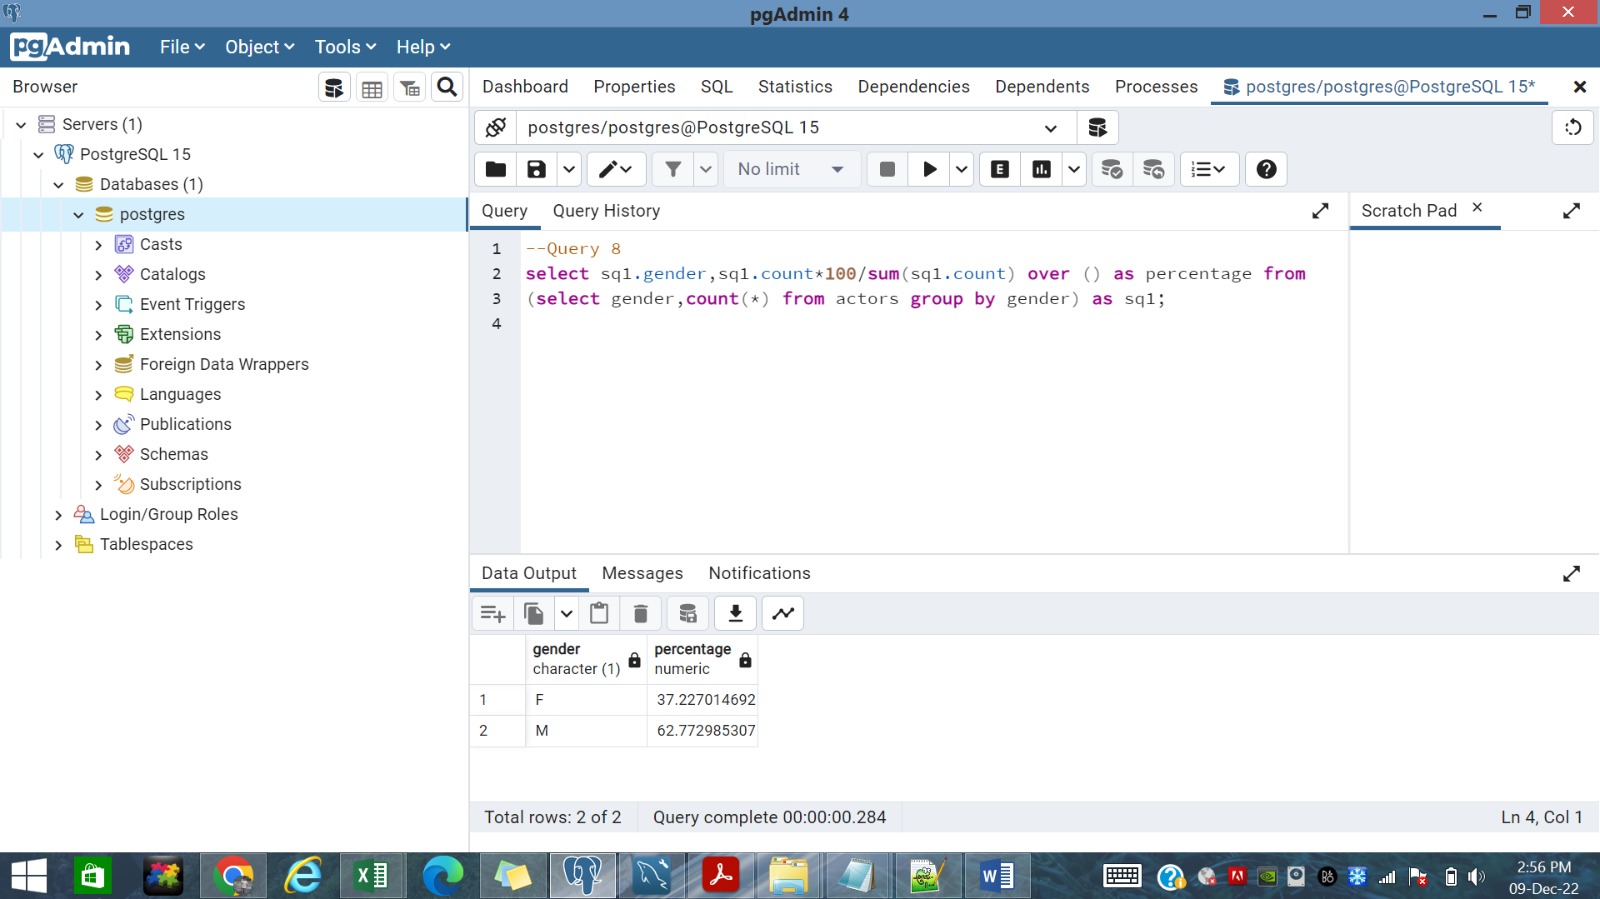 pgAdmin 4
pgAdmin File Object Tools Help
Browser
Dashboard Properties SQL Statistics Dependencies Dependents Processes postgres/postgres@PostgreSQL 15*
Servers (1)
PostgreSQL 15
Databases (1)
postgres
Casts
Catalogs
Event Triggers
Extensions
Foreign Data Wrappers
Languages
Publications
Schemas
Subscriptions
Login/Group Roles
Tablespaces
postgres/postgres@PostgreSQL 15
No limit
E
Query Query History
Scratch Pad
1 --Query 8
2 select sq1.gender,sq1.count*100/sum(sq1.count) over () as percentage from
3 (select gender,count(*) from actors group by gender) as sq1;
4
Data Output Messages Notifications
gender percentage
character (1) numeric
1 F 37.227014692
2 M 62.772985307
Total rows: 2 of 2 Query complete 00:00:00.284 Ln 4, Col 1
2:56 PM
09-Dec-22